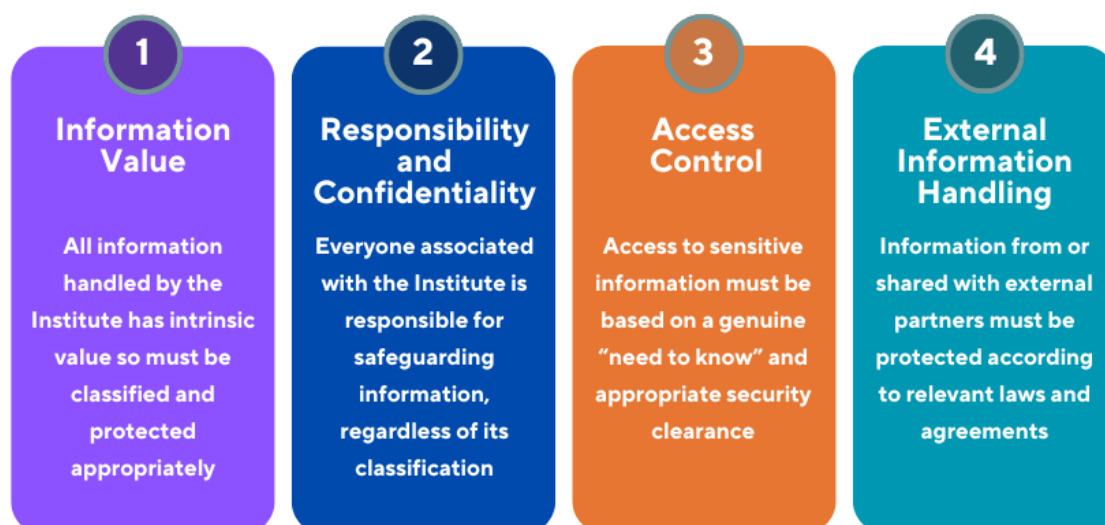 1
Information
Value
All information
handled by the
Institute has intrinsic
value so must be
classified and
protected
appropriately
2
Responsibility
and
Confidentiality
Everyone associated
with the Institute is
responsible for
safeguarding
information,
regardless of its
classification
3
Access
Control
Access to sensitive
information must be
based on a genuine
“need to know” and
appropriate security
clearance
4
External
Information
Handling
Information from or
shared with external
partners must be
protected according
to relevant laws and
agreements